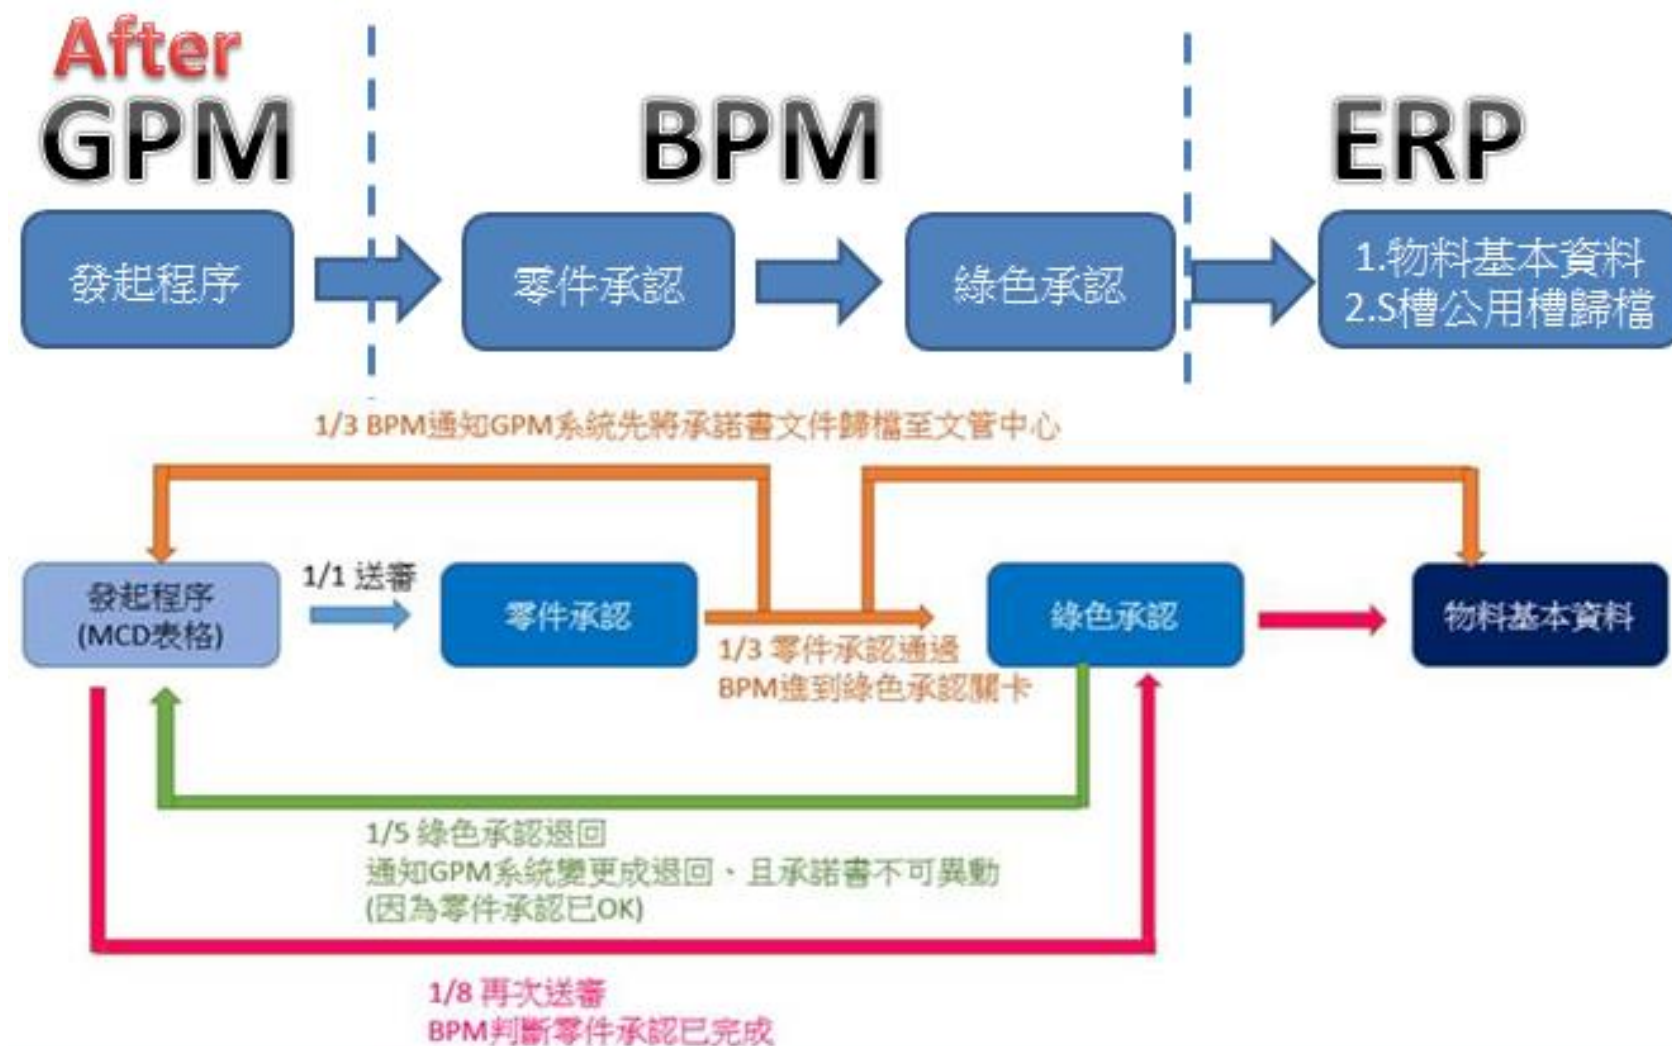 After
GPM
BPM
ERP
發起程序
零件承認
綠色承認
1.物料基本資料
2.S槽公用槽歸檔
1/3 BPM通知GPM系統先將承諾書文件歸檔至文管中心
發起程序
(MCD表格)
1/1 送審
零件承認
1/3 零件承認通過
BPM進到綠色承認關卡
綠色承認
物料基本資料
1/5 綠色承認退回
通知GPM系統變更成退回、且承諾書不可異動
(因為零件承認已OK)
1/8 再次送審
BPM判斷零件承認已完成